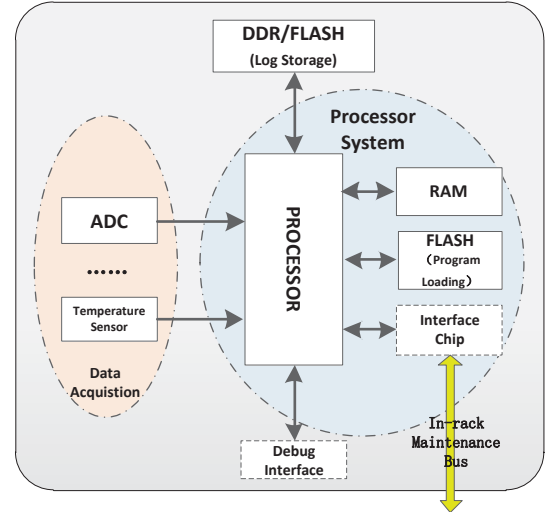 DDR/FLASH
(Log Storage)
Processor
System
ADC
......
Temperature
Sensor
Data
Acquistion
PROCESSOR
RAM
FLASH
（Program
Loading）
Interface
Chip
Debug
Interface
In-rack
Maintenance
Bus